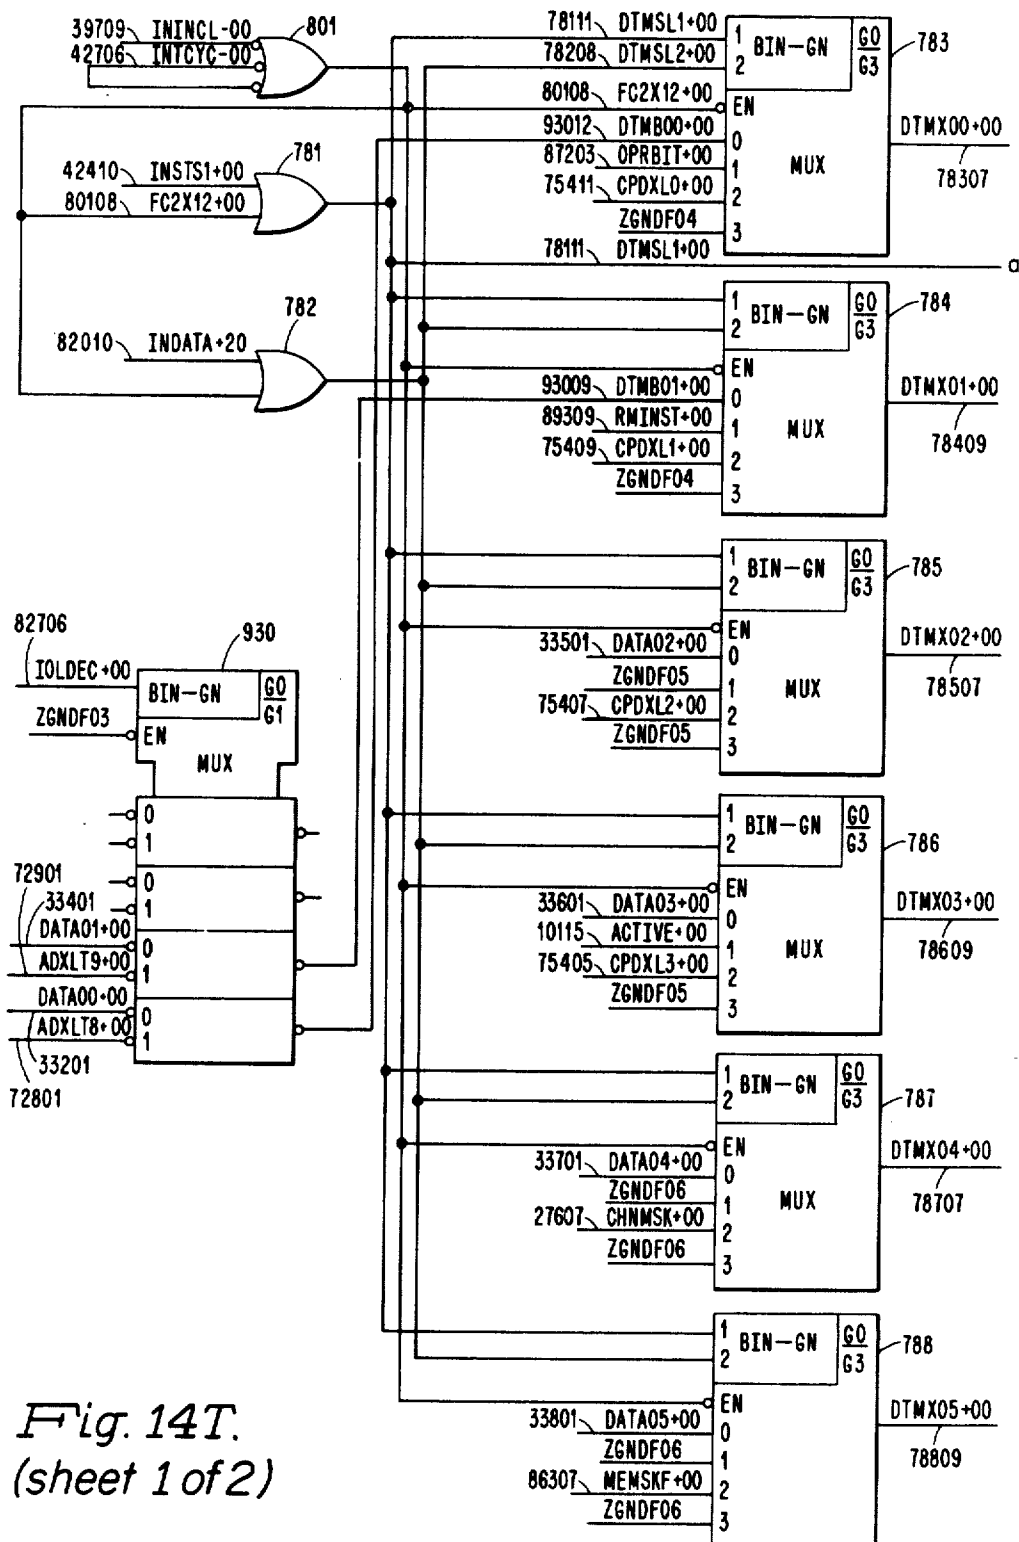 39709 ININCL-00 801
42706 INTCYC-00
42410 INSTS1+00 781
80108 FC2X12+00
82010 INDATA+20 782
78111 DTMSL1+00
78208 DTMSL2+00
80108 FC2X12+00
93012 DTMB00+00
87203 OPRBIT+00
75411 CPDXL0+00
ZGNDF04
1 BIN-GN G0 783
2 G3
EN
0
1 MUX
2
3
DTMX00+00
78307
78111 DTMSL1+00 a
1 BIN-GN G0 784
2 G3
EN
93009 DTMB01+00 0
89309 RMINST+00 1 MUX
75409 CPDXL1+00 2
ZGNDF04 3
DTMX01+00
78409
1 BIN-GN G0 785
2 G3
EN
33501 DATA02+00 0
ZGNDF05 1 MUX
75407 CPDXL2+00 2
ZGNDF05 3
DTMX02+00
78507
82706 930
IOLDEC+00 BIN-GN G0
G1
ZGNDF03 EN
MUX
0
1
0
1
72901
33401
DATA01+00 0
ADXLT9+00 1
DATA00+00 0
ADXLT8+00 1
33201
72801
1 BIN-GN G0 786
2 G3
EN
33601 DATA03+00 0
10115 ACTIVE+00 1 MUX
75405 CPDXL3+00 2
ZGNDF05 3
DTMX03+00
78609
1 BIN-GN G0 787
2 G3
EN
33701 DATA04+00 0
ZGNDF06 1 MUX
27607 CHNMSK+00 2
ZGNDF06 3
DTMX04+00
78707
1 BIN-GN G0 788
2 G3
EN
33801 DATA05+00 0
ZGNDF06 1
86307 MEMSKF+00 2
ZGNDF06 3
DTMX05+00
78809
Fig. 14T.
(sheet 1 of 2)